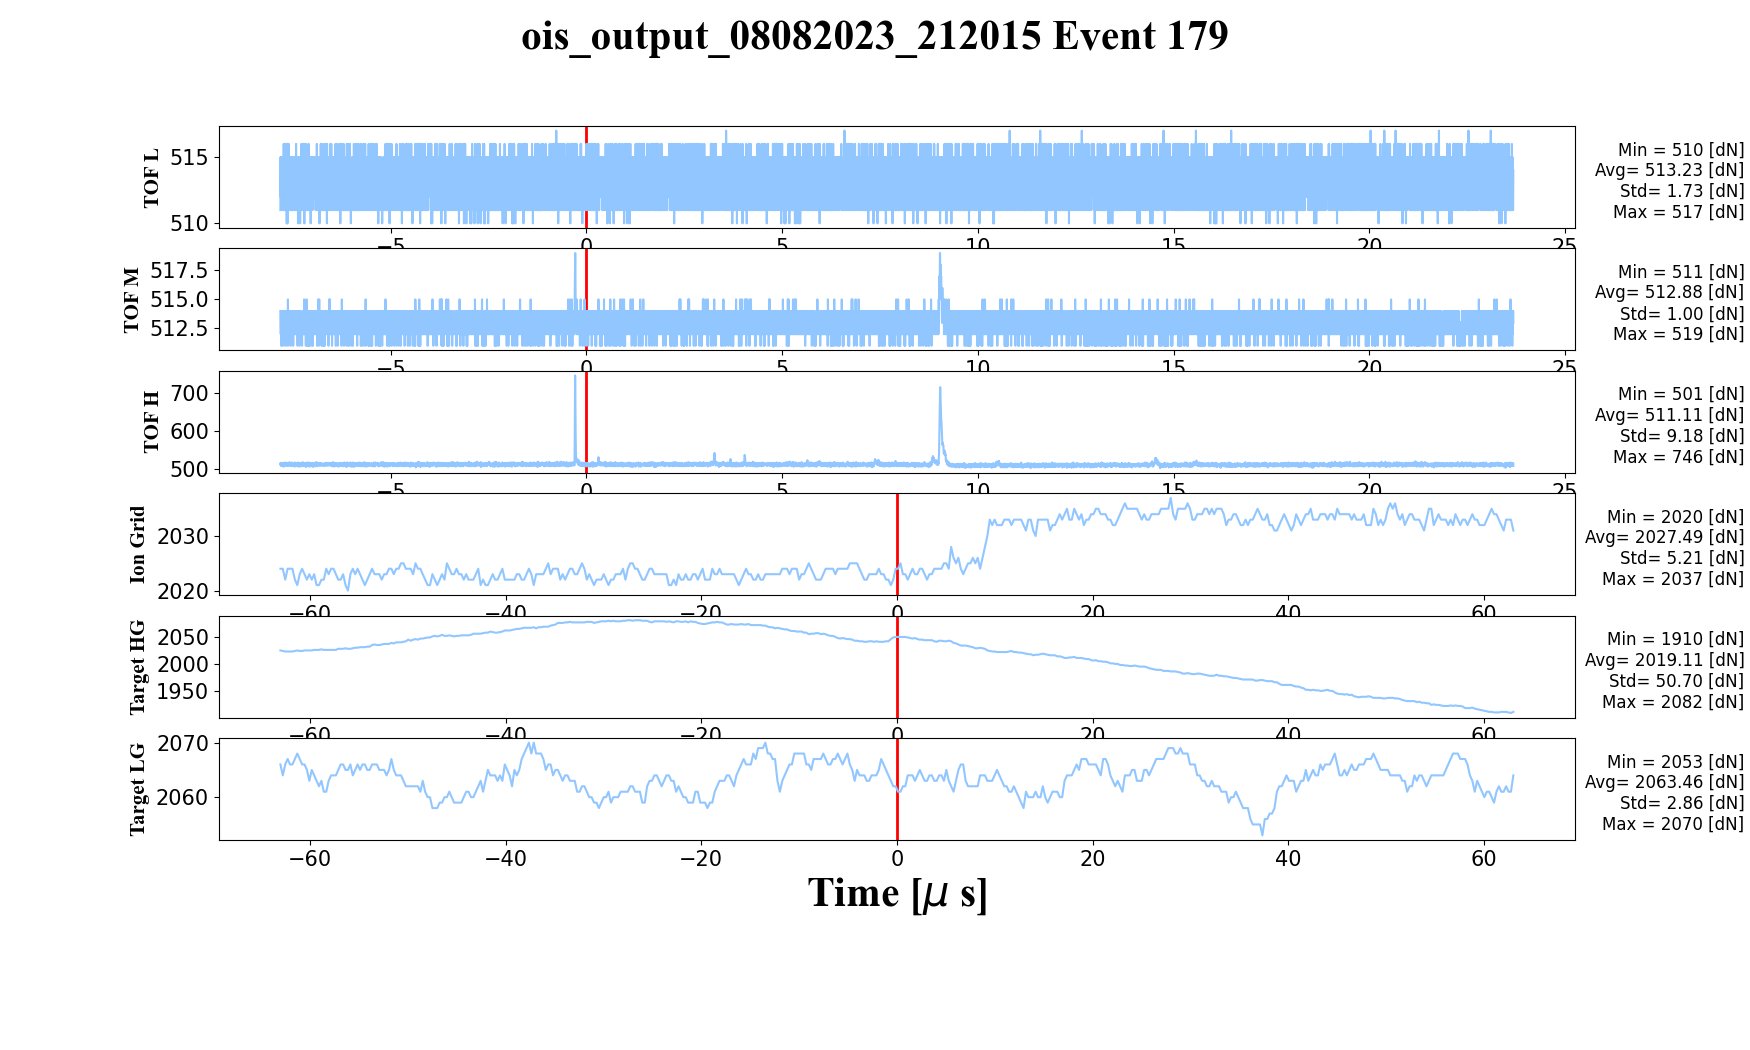 ois_output_08082023_212015 Event 179
TOF L
515
510
−5
0
5
10
15
20
25
Min = 510 [dN]
Avg= 513.23 [dN]
Std= 1.73 [dN]
Max = 517 [dN]
TOF M
517.5
515.0
512.5
−5
0
5
10
15
20
25
Min = 511 [dN]
Avg= 512.88 [dN]
Std= 1.00 [dN]
Max = 519 [dN]
TOF H
700
600
500
−5
0
5
10
15
20
25
Min = 501 [dN]
Avg= 511.11 [dN]
Std= 9.18 [dN]
Max = 746 [dN]
Ion Grid
2030
2020
−60
−40
−20
0
20
40
60
Min = 2020 [dN]
Avg= 2027.49 [dN]
Std= 5.21 [dN]
Max = 2037 [dN]
Target HG
2050
2000
1950
−60
−40
−20
0
20
40
60
Min = 1910 [dN]
Avg= 2019.11 [dN]
Std= 50.70 [dN]
Max = 2082 [dN]
Target LG
2070
2060
−60
−40
−20
0
20
40
60
Min = 2053 [dN]
Avg= 2063.46 [dN]
Std= 2.86 [dN]
Max = 2070 [dN]
Time [μ s]